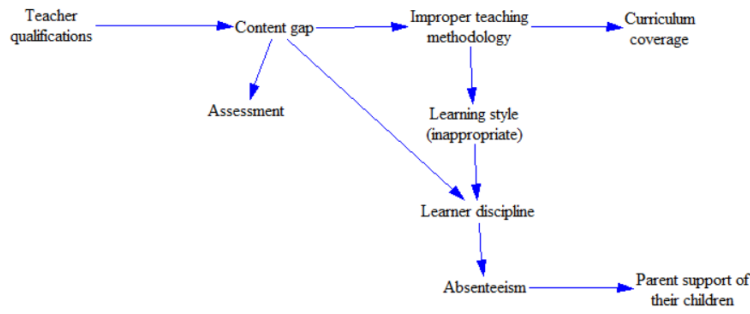 Teacher
qualifications
Content gap
Improper teaching
methodology
Curriculum
coverage
Assessment
Learning style
(inappropriate)
Learner discipline
Absenteeism
Parent support of
their children